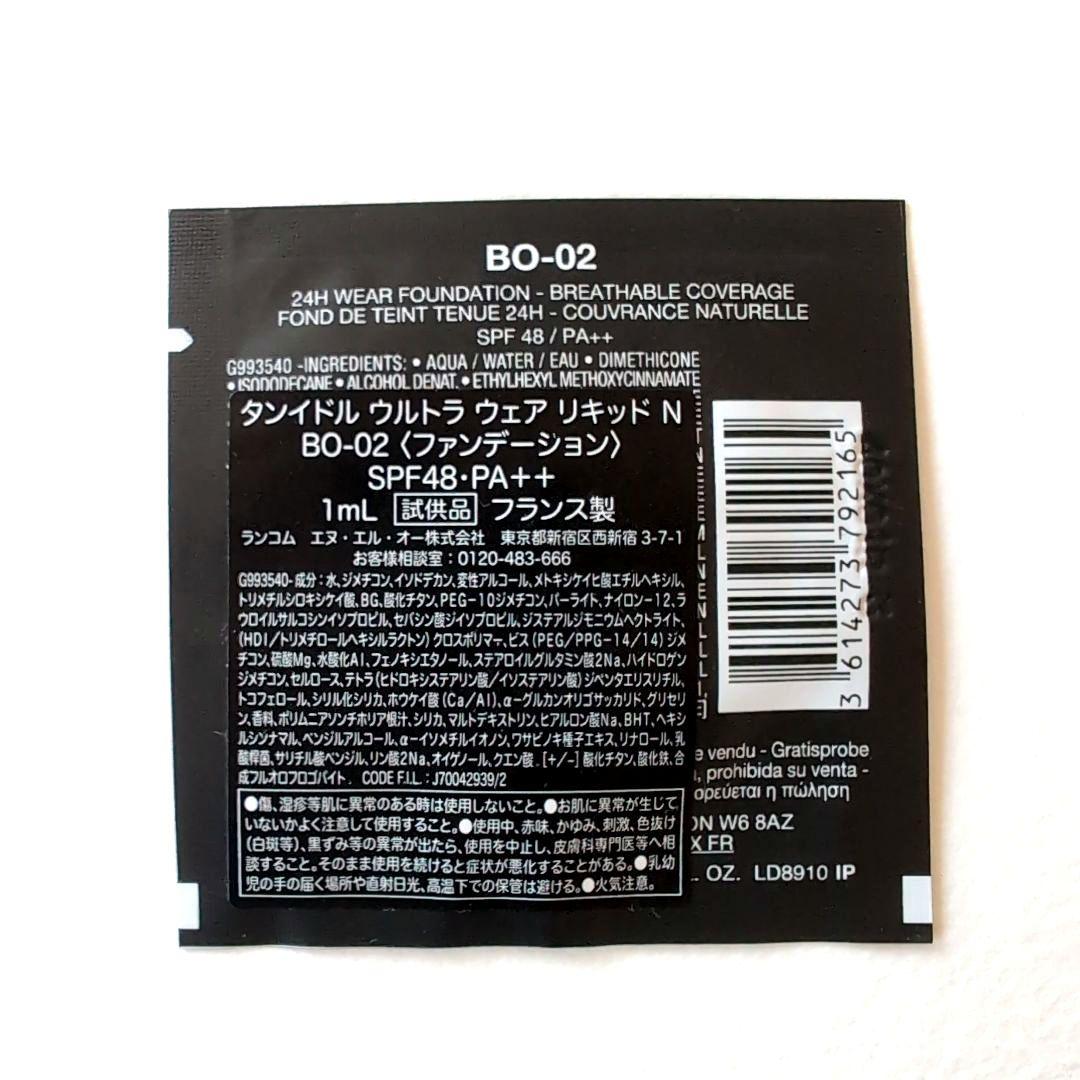 BO-02
24H WEAR FOUNDATION - BREATHABLE COVERAGE
FOND DE TEINT TENUE 24H - COUVRANCE NATURELLE
SPF 48 / PA++
G993540 -INGREDIENTS: • AQUA / WATER / EAU • DIMETHICONE
• ISODODECANE • ALCOHOL DENAT. • ETHYLHEXYL METHOXYCINNAMATE
タンイドル ウルトラ ウェア リキッド N
BO-02〈ファンデーション〉
SPF48・PA++
1mL 試供品 フランス製
ランコム エヌ・エル・オー株式会社 東京都新宿区西新宿 3-7-1
お客様相談室：0120-483-666
G993540- 成分：水、ジメチコン、イソドデカン、変性アルコール、メトキシケイヒ酸エチルヘキシル、
トリメチルシロキシケイ酸、BG、酸化チタン、PEG-10ジメチコン、パーライト、ナイロン-12、ラ
ウロイルサルコシンイソプロピル、セバシン酸ジイソプロピル、ジステアルジモニウムヘクトライト、
(HDI/トリメチロールヘキシルラクトン) クロスポリマー、ビス (PEG/PPG-14/14) ジメ
チコン、硫酸Mg、水酸化Al、フェノキシエタノール、ステアロイルグルタミン酸2Na、ハイドロゲン
ジメチコン、セルロース、テトラ (ヒドロキシステアリン酸/イソステアリン酸) ジペンタエリスリチル、
トコフェロール、シリル化シリカ、ホウケイ酸 (Ca/Al)、α-グルカンオリゴサッカリド、グリセリ
ン、香料、ポリムニアソンチホリア根汁、シリカ、マルトデキストリン、ヒアルロン酸Na、BHT、ヘキシ
ルシンナマル、ベンジルアルコール、α-イソメチルイオノン、ワサビノキ種子エキス、リナロール、乳
酸桿菌、サリチル酸ベンジル、リン酸2Na、オイゲノール、クエン酸、[+/-] 酸化チタン、酸化鉄、合
成フルオロフロゴパイト. CODE F.I.L : J70042939/2
●傷、湿疹等肌に異常のある時は使用しないこと。●お肌に異常が生じて
いないかよく注意して使用すること。●使用中、赤味、かゆみ、刺激、色抜け
(白斑等)、黒ずみ等の異常が出たら、使用を中止し、皮膚科専門医等へ相
談すること。そのまま使用を続けると症状が悪化することがある。●乳幼
児の手の届く場所や直射日光、高温下での保管は避ける。●火気注意。
3 614273 792165
e vendu - Gratisprobe
, prohibida su venta -
ορεύεται η πώληση
ON W6 8AZ
X FR
L. OZ. LD8910 IP